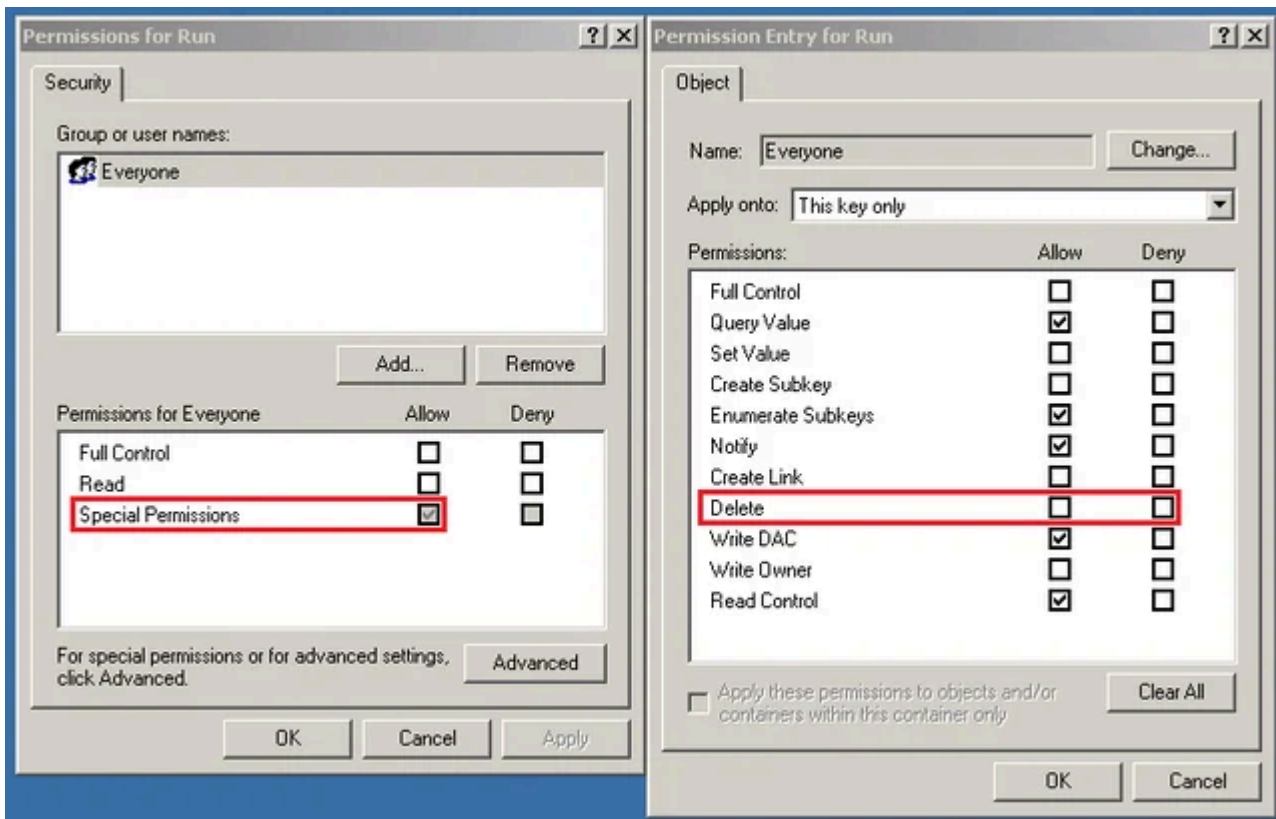 Permissions for Run
Security
Group or user names:
Everyone
Add... Remove
Permissions for Everyone Allow Deny
Full Control
Read
Special Permissions
For special permissions or for advanced settings,
click Advanced.
Advanced
OK Cancel Apply
Permission Entry for Run
Object
Name: Everyone Change...
Apply onto: This key only
Permissions: Allow Deny
Full Control
Query Value
Set Value
Create Subkey
Enumerate Subkeys
Notify
Create Link
Delete
Write DAC
Write Owner
Read Control
Apply these permissions to objects and/or
containers within this container only
Clear All
OK Cancel